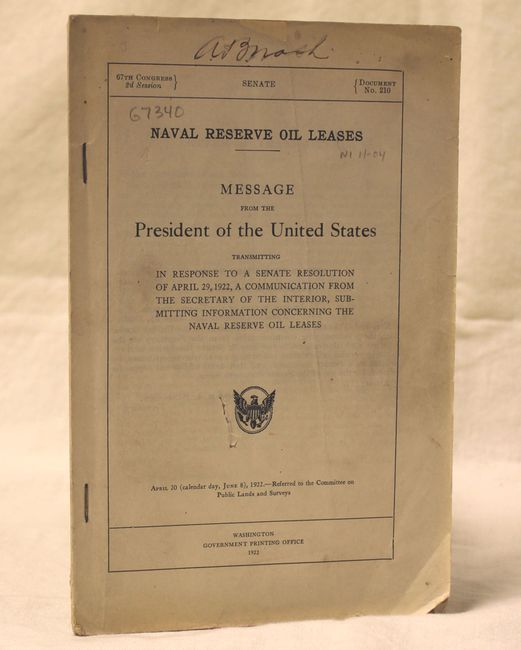 67TH CONGRESS } SENATE { DOCUMENT
2d Session } { No. 210
67340
NAVAL RESERVE OIL LEASES
N1 11-04
MESSAGE
FROM THE
President of the United States
TRANSMITTING
IN RESPONSE TO A SENATE RESOLUTION
OF APRIL 29, 1922, A COMMUNICATION FROM
THE SECRETARY OF THE INTERIOR, SUB-
MITTING INFORMATION CONCERNING THE
NAVAL RESERVE OIL LEASES
APRIL 20 (calendar day, JUNE 8), 1922.—Referred to the Committee on
Public Lands and Surveys
WASHINGTON
GOVERNMENT PRINTING OFFICE
1922